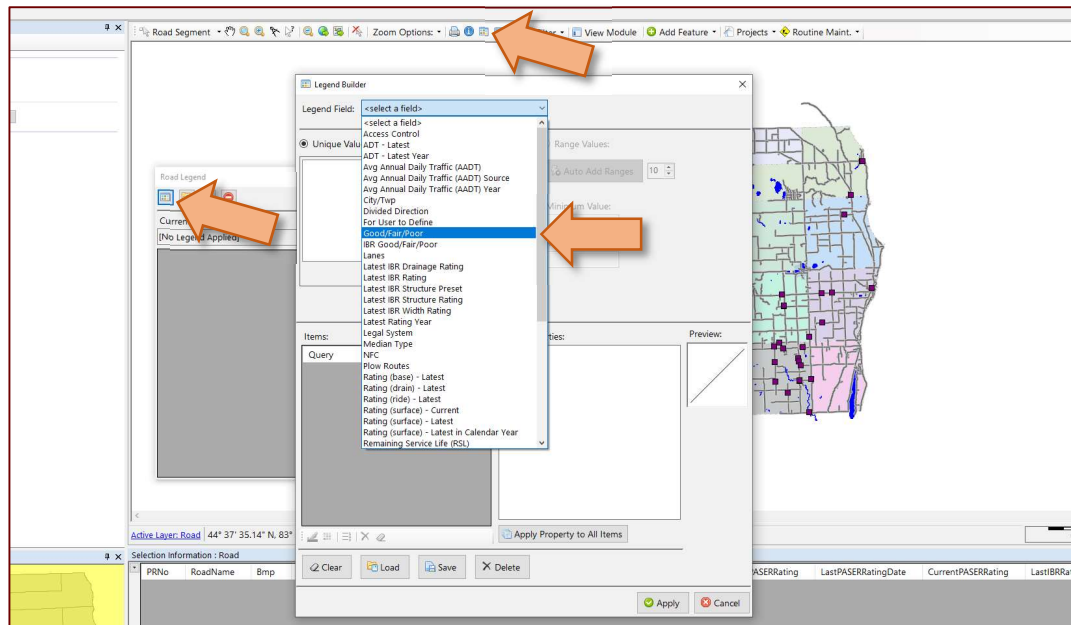 Road Segment
Zoom Options:
View Module
Add Feature
Projects
Routine Maint.
Legend Builder
Legend Field: <select a field>
<select a field>
Access Control
ADT - Latest
ADT - Latest Year
Avg Annual Daily Traffic (AADT)
Avg Annual Daily Traffic (AADT) Source
Avg Annual Daily Traffic (AADT) Year
City/Twp
Divided Direction
For User to Define
Good/Fair/Poor
IBR Good/Fair/Poor
Lanes
Latest IBR Drainage Rating
Latest IBR Rating
Latest IBR Structure Preset
Latest IBR Structure Rating
Latest IBR Width Rating
Latest Rating Year
Legal System
Median Type
NFC
Plow Routes
Rating (base) - Latest
Rating (drain) - Latest
Rating (ride) - Latest
Rating (surface) - Current
Rating (surface) - Latest
Rating (surface) - Latest in Calendar Year
Remaining Service Life (RSL)
Unique Valu
Range Values:
Auto Add Ranges 10
Minimum Value:
Road Legend
[No Legend Applied]
Items:
Query
ties:
Preview:
Apply Property to All Items
Clear Load Save Delete
Apply Cancel
Active Layer: Road 44° 37' 35.14" N, 83°
Selection Information : Road
PRNo RoadName Bmp PASERRating LastPASERRatingDate CurrentPASERRating LastIBRRat